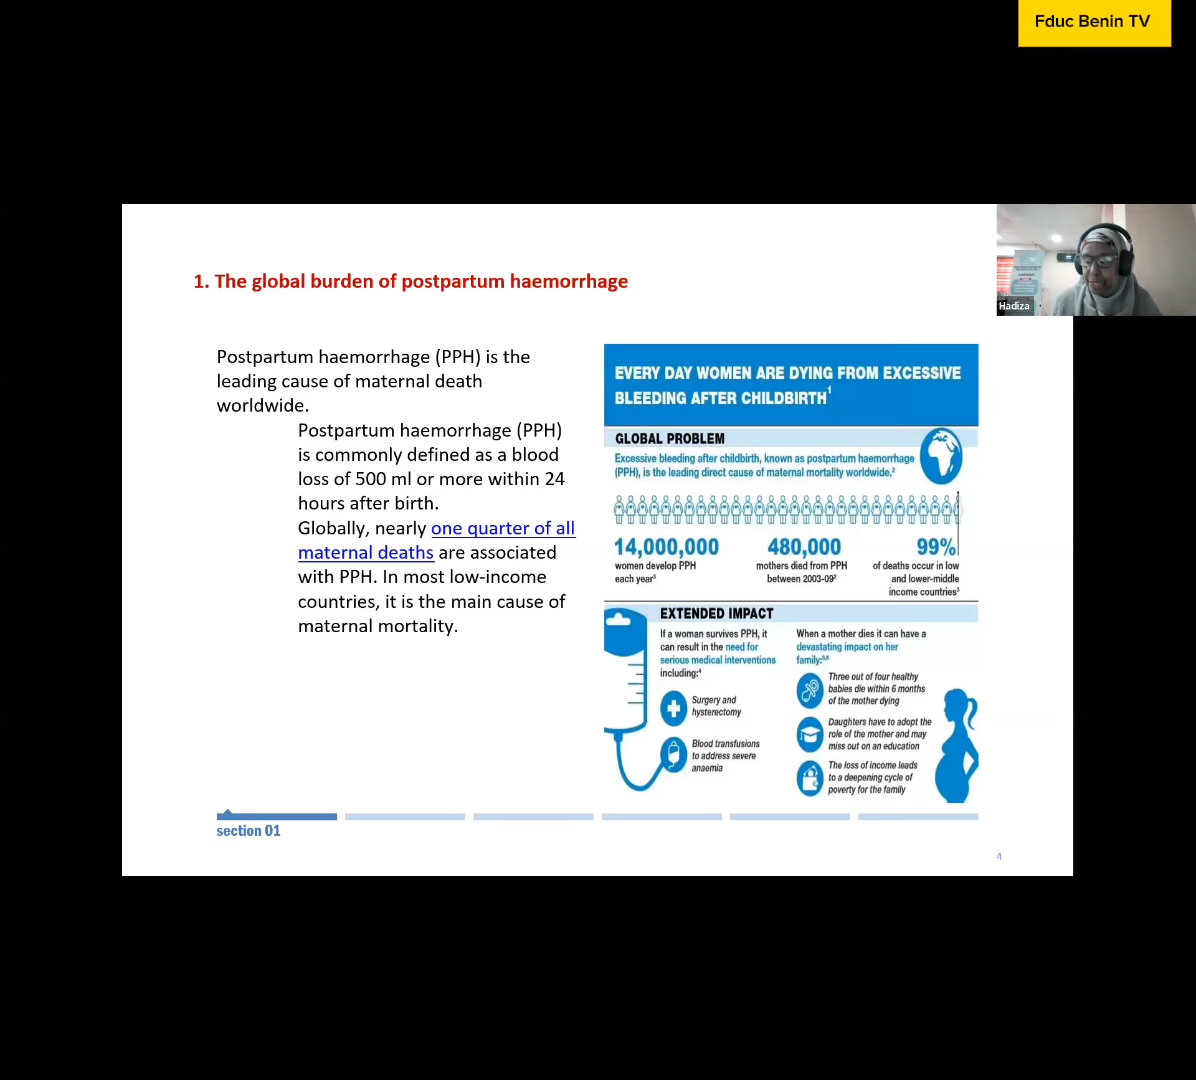 Fduc Benin TV
Hadiza
1. The global burden of postpartum haemorrhage
Postpartum haemorrhage (PPH) is the
leading cause of maternal death
worldwide.
Postpartum haemorrhage (PPH)
is commonly defined as a blood
loss of 500 ml or more within 24
hours after birth.
Globally, nearly one quarter of all
maternal deaths are associated
with PPH. In most low-income
countries, it is the main cause of
maternal mortality.
EVERY DAY WOMEN ARE DYING FROM EXCESSIVE
BLEEDING AFTER CHILDBIRTH¹
GLOBAL PROBLEM
Excessive bleeding after childbirth, known as postpartum haemorrhage
(PPH), is the leading direct cause of maternal mortality worldwide.²
14,000,000
women develop PPH
each year³
480,000
mothers died from PPH
between 2003-09²
99%
of deaths occur in low
and lower-middle
income countries³
EXTENDED IMPACT
If a woman survives PPH, it
can result in the need for
serious medical interventions
including:⁴
Surgery and
hysterectomy
Blood transfusions
to address severe
anaemia
When a mother dies it can have a
devastating impact on her
family:⁵,⁶
Three out of four healthy
babies die within 6 months
of the mother dying
Daughters have to adopt the
role of the mother and may
miss out on an education
The loss of income leads
to a deepening cycle of
poverty for the family
section 01
4